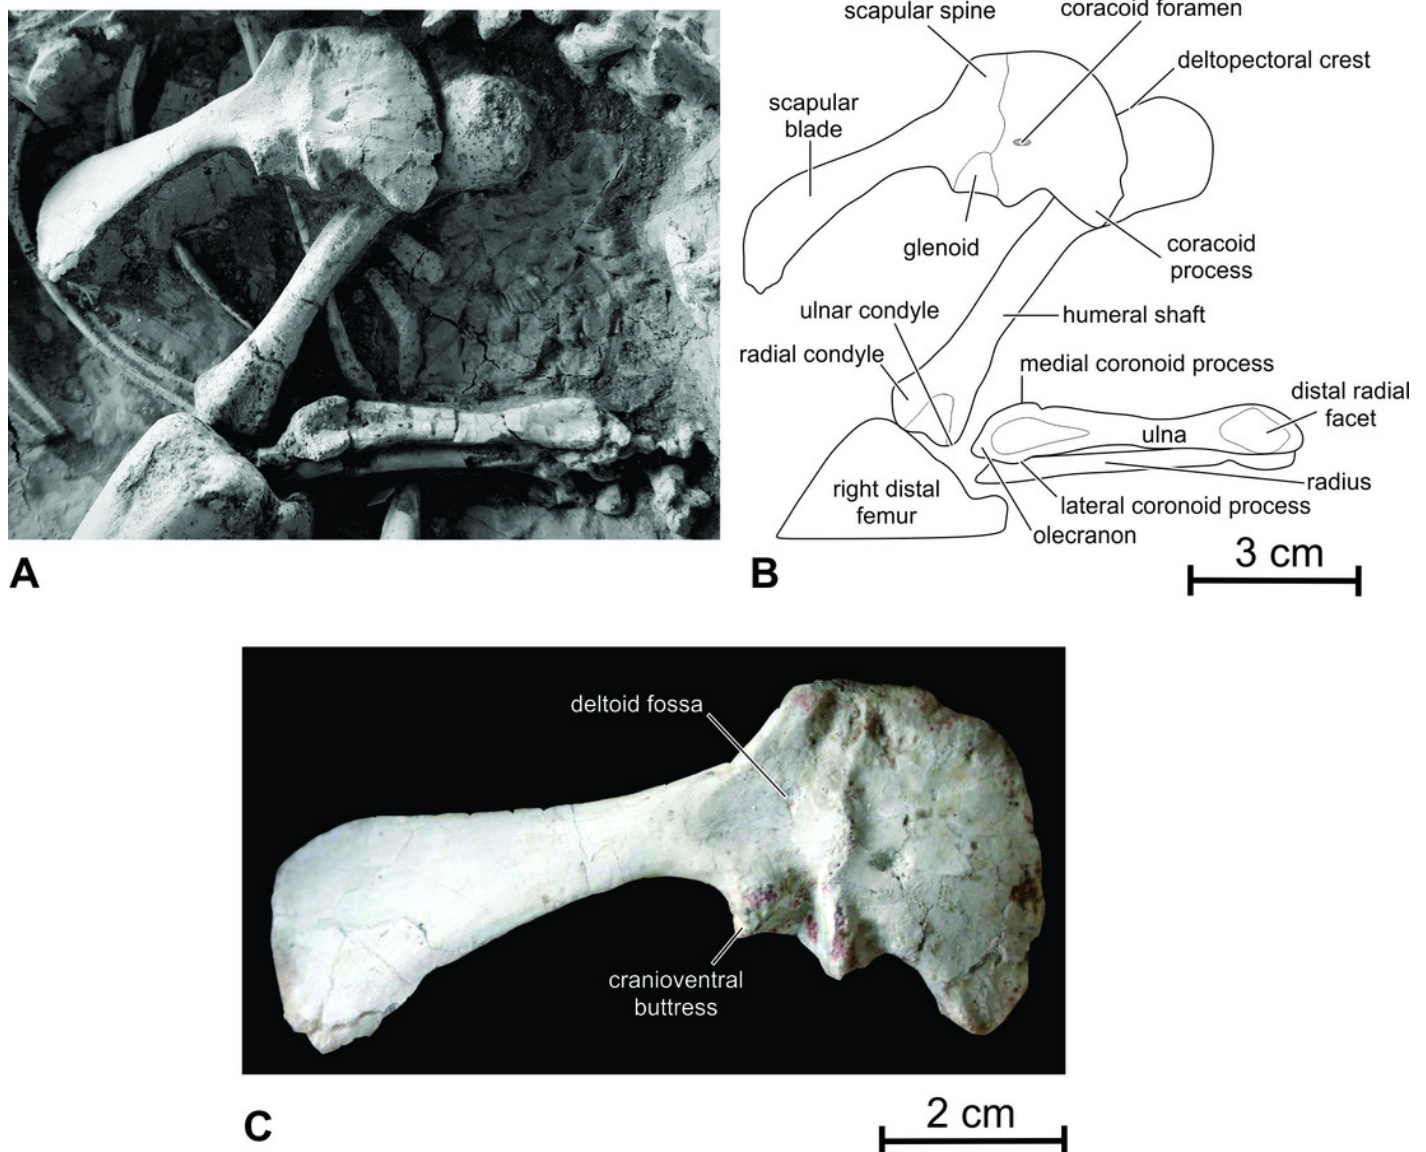 scapular spine
coracoid foramen
deltopectoral crest
scapular
blade
glenoid
coracoid
process
ulnar condyle
humeral shaft
radial condyle
medial coronoid process
distal radial
facet
ulna
right distal
femur
radius
lateral coronoid process
olecranon
A
B
3 cm
deltoid fossa
cranioventral
buttress
C
2 cm